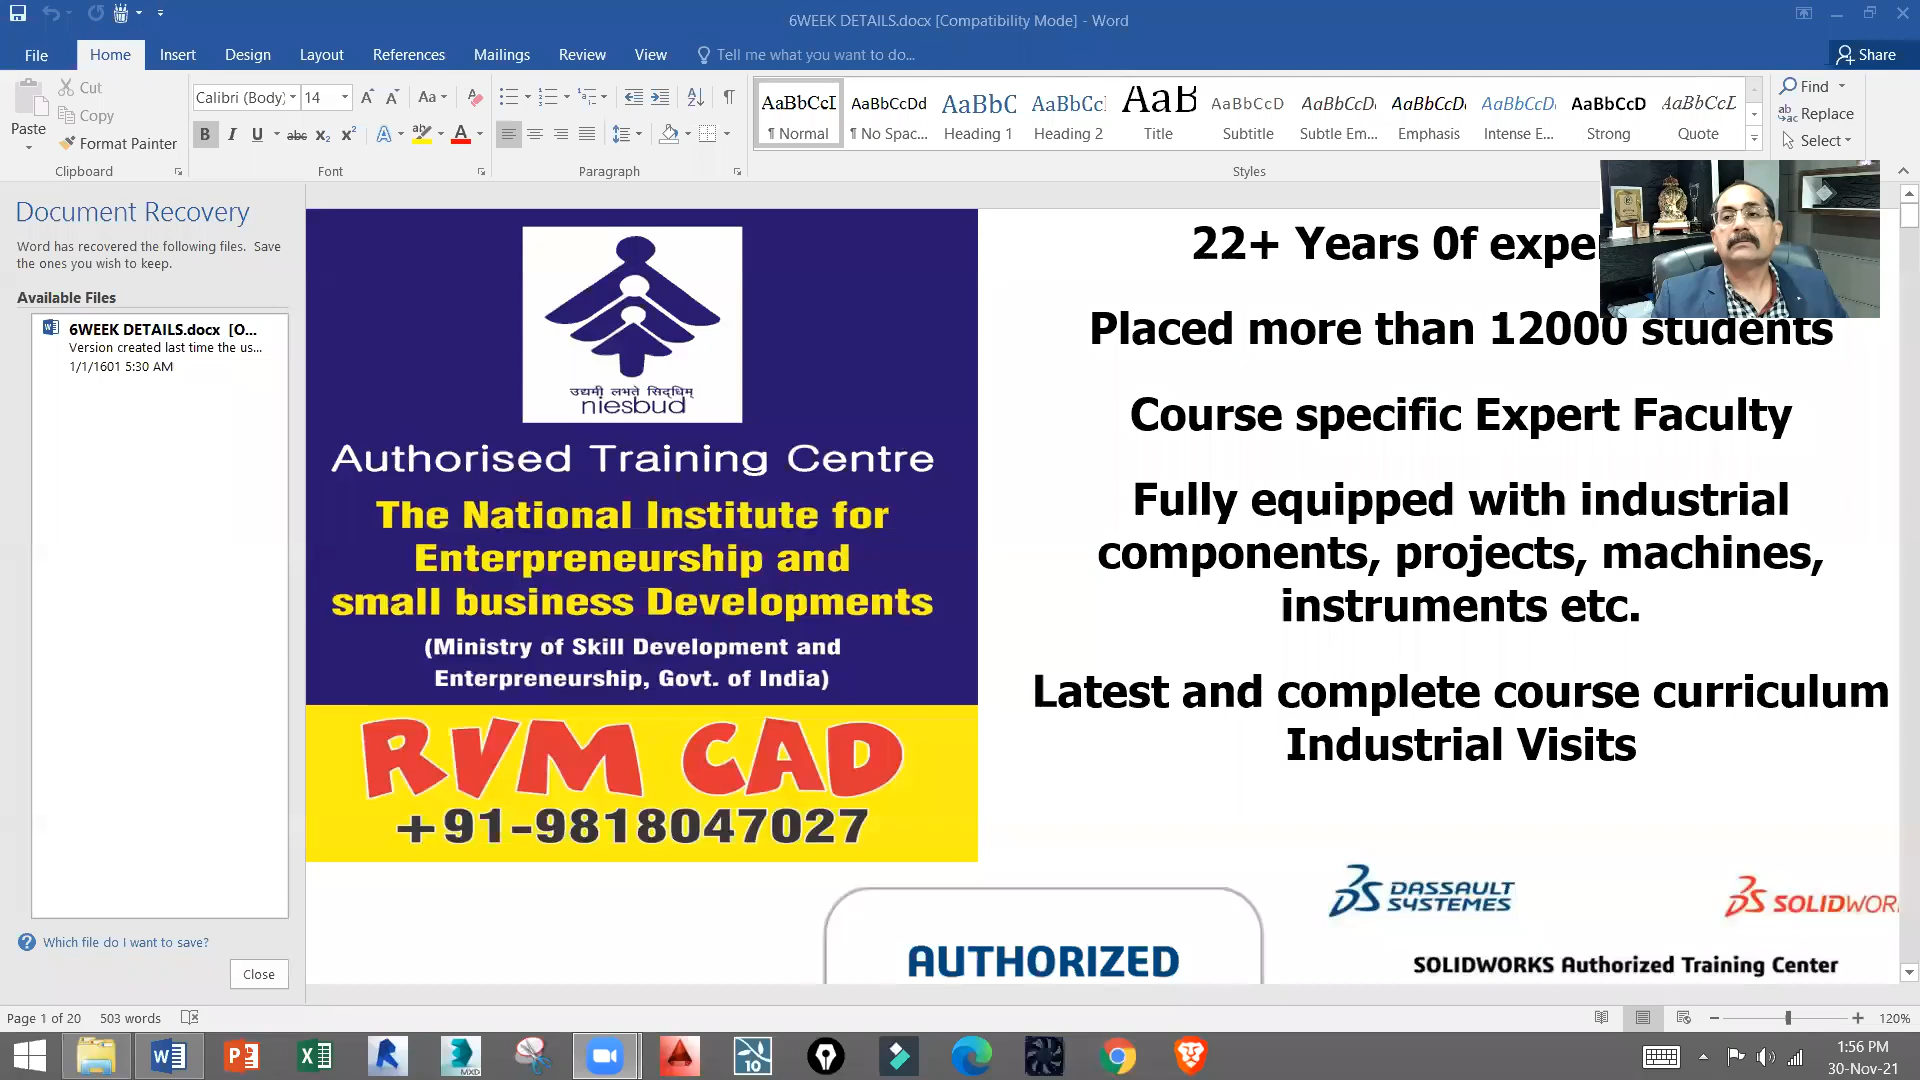 6WEEK DETAILS.docx [Compatibility Mode] - Word
File Home Insert Design Layout References Mailings Review View Tell me what you want to do... Share
Paste
Cut
Copy
Format Painter
Clipboard
Calibri (Body) 14
Font
Paragraph
AaBbCcI AaBbCcDd AaBbC AaBbCcI AaB AaBbCcD AaBbCcDi AaBbCcDi AaBbCcDi AaBbCcD AaBbCcL
¶ Normal ¶ No Spac... Heading 1 Heading 2 Title Subtitle Subtle Em... Emphasis Intense E... Strong Quote
Styles
Find
Replace
Select
Document Recovery
Word has recovered the following files. Save
the ones you wish to keep.
Available Files
6WEEK DETAILS.docx [O...
Version created last time the us...
1/1/1601 5:30 AM
Which file do I want to save?
Close
उद्यमी लभते सिद्धिम्
niesbud
Authorised Training Centre
The National Institute for
Enterpreneurship and
small business Developments
(Ministry of Skill Development and
Enterpreneurship, Govt. of India)
RVM CAD
+91-9818047027
22+ Years 0f expe
Placed more than 12000 students
Course specific Expert Faculty
Fully equipped with industrial
components, projects, machines,
instruments etc.
Latest and complete course curriculum
Industrial Visits
AUTHORIZED
DASSAULT
SYSTEMES
SOLIDWOR
SOLIDWORKS Authorized Training Center
Page 1 of 20 503 words
120%
1:56 PM
30-Nov-21